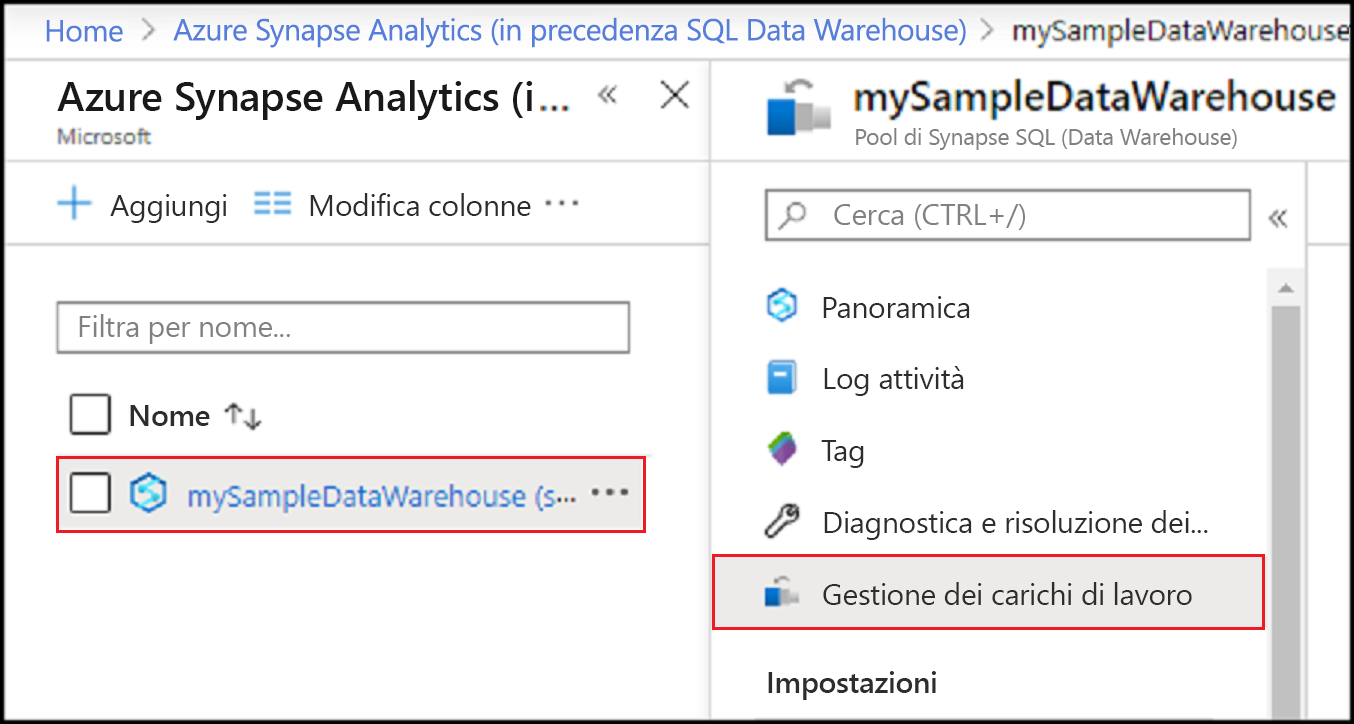 Home > Azure Synapse Analytics (in precedenza SQL Data Warehouse) > mySampleDataWarehouse
Azure Synapse Analytics (i...
Microsoft
Aggiungi Modifica colonne ...
Filtra per nome...
Nome
mySampleDataWarehouse (s... ...
mySampleDataWarehouse
Pool di Synapse SQL (Data Warehouse)
Cerca (CTRL+/)
Panoramica
Log attività
Tag
Diagnostica e risoluzione dei...
Gestione dei carichi di lavoro
Impostazioni